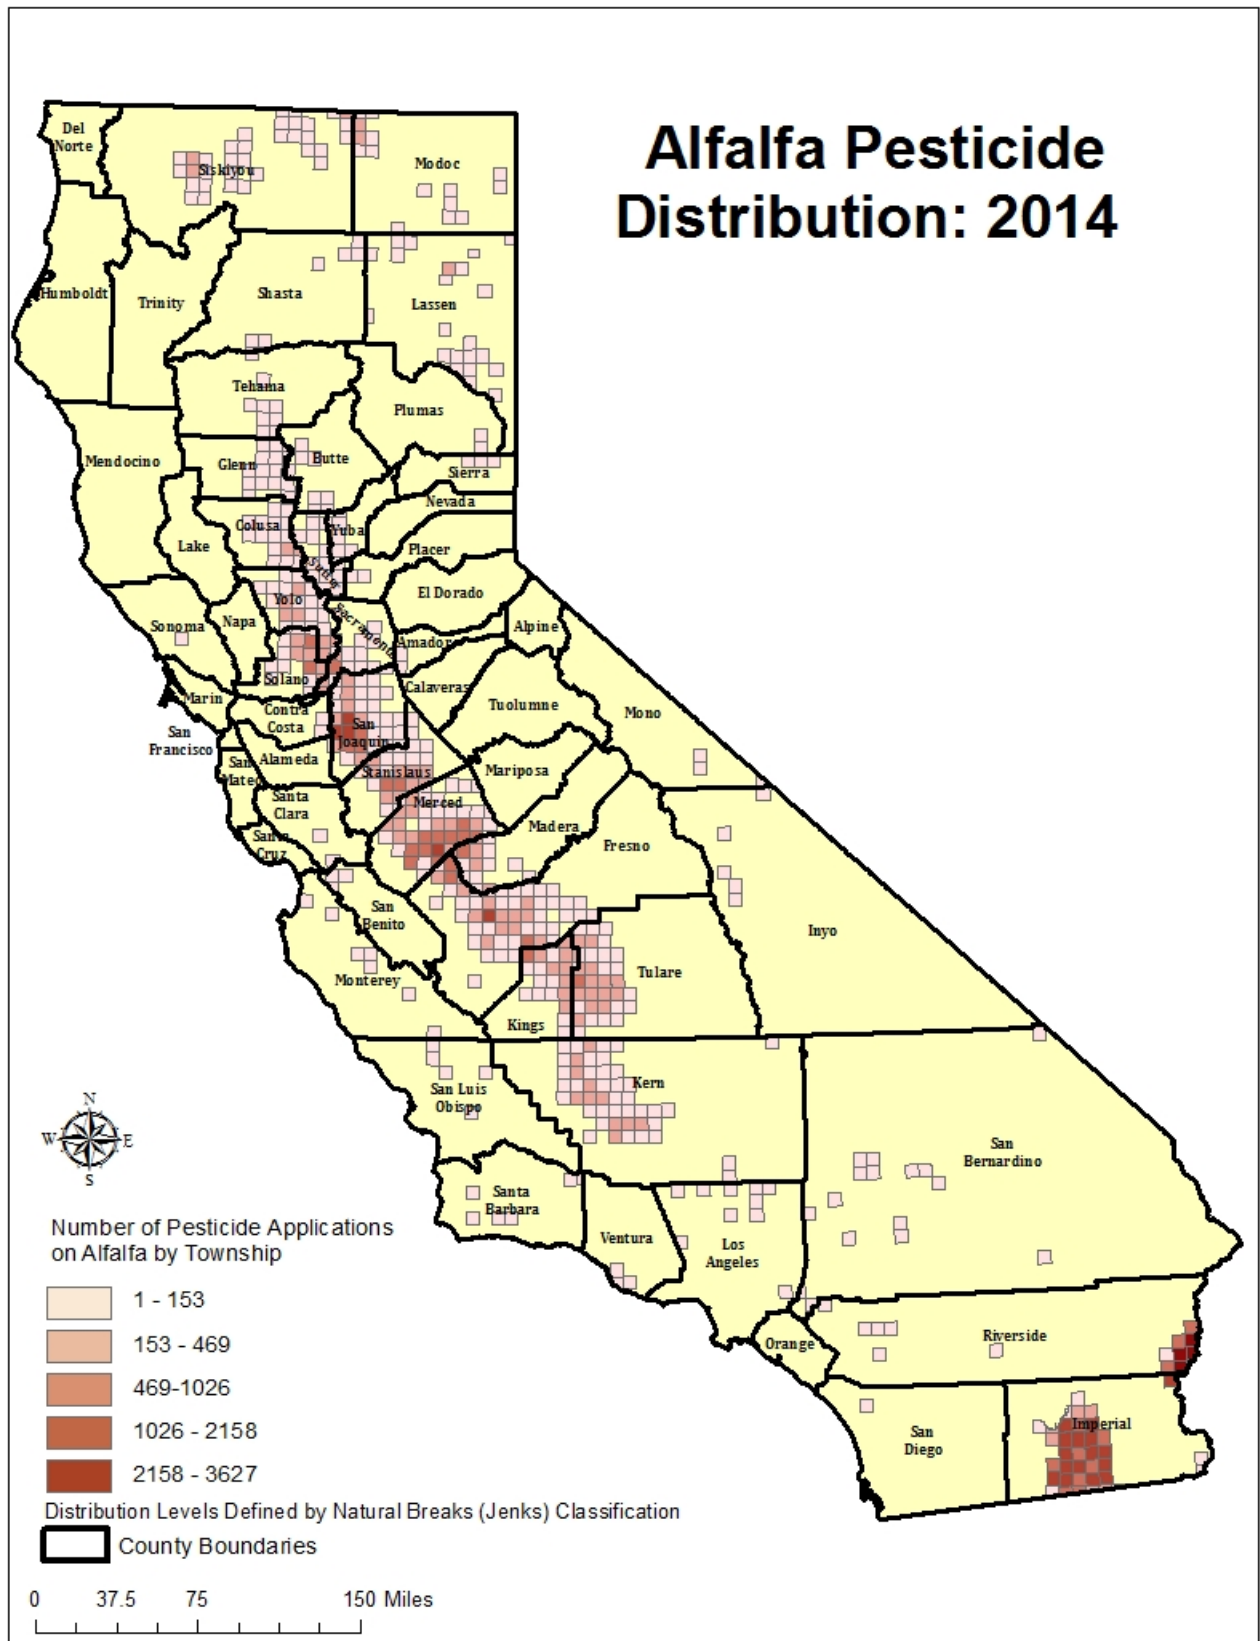 Alfalfa Pesticide
Distribution: 2014
Del
Norte
Siskiyou
Modoc
Humboldt
Trinity
Shasta
Lassen
Tehama
Plumas
Mendocino
Glenn
Butte
Sierra
Nevada
Colusa
Yuba
Lake
Placer
Sutter
Yolo
El Dorado
Sonoma
Napa
Sacramento
Amador
Alpine
Solano
Calaveras
Marin
Contra
Costa
San
Joaquin
Tuolumne
Mono
San
Francisco
Alameda
San
Mateo
Stanislaus
Mariposa
Santa
Clara
Merced
Madera
Santa
Cruz
Fresno
San
Benito
Inyo
Monterey
Tulare
Kings
San Luis
Obispo
Kern
N
W
E
S
San
Bernardino
Santa
Barbara
Ventura
Los
Angeles
Orange
Riverside
San
Diego
Imperial
Number of Pesticide Applications
on Alfalfa by Township
1 - 153
153 - 469
469-1026
1026 - 2158
2158 - 3627
Distribution Levels Defined by Natural Breaks (Jenks) Classification
County Boundaries
0 37.5 75 150 Miles